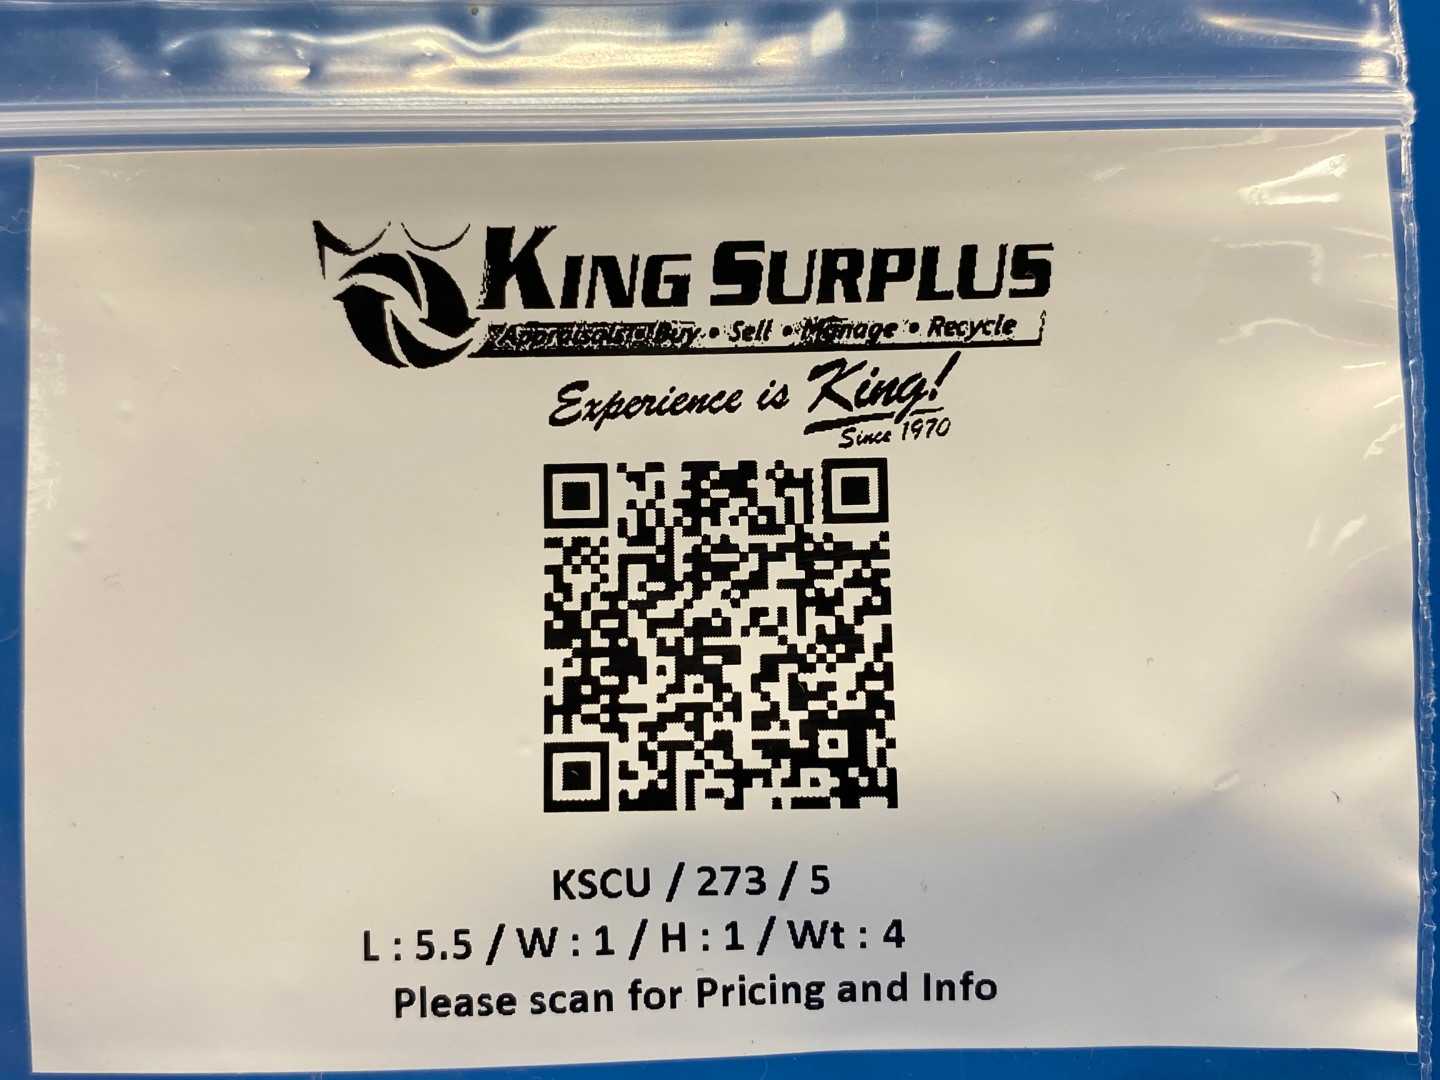 KING SURPLUS
Appraisals • Buy • Sell • Manage • Recycle
Experience is King!
Since 1970
KSCU / 273 / 5
L : 5.5 / W : 1 / H : 1 / Wt : 4
Please scan for Pricing and Info